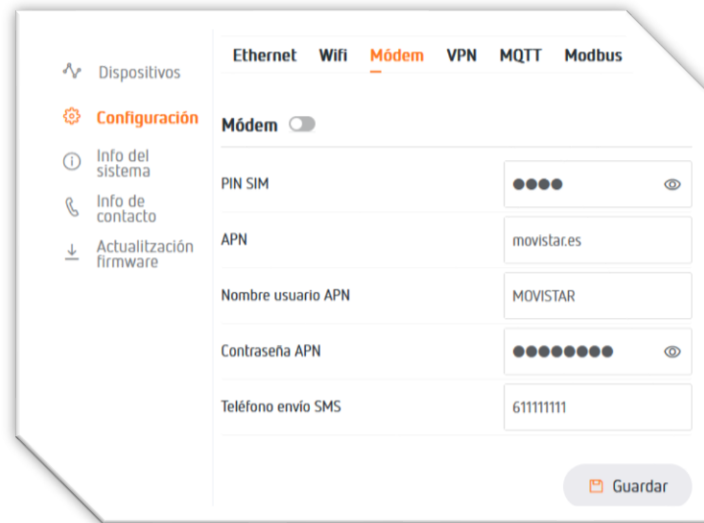 Ethernet Wifi Módem VPN MQTT Modbus
Dispositivos
Configuración
Info del
sistema
Info de
contacto
Actualitzación
firmware
Módem
PIN SIM
●●●●
APN
movistar.es
Nombre usuario APN
MOVISTAR
Contraseña APN
●●●●●●●●
Teléfono envío SMS
611111111
Guardar